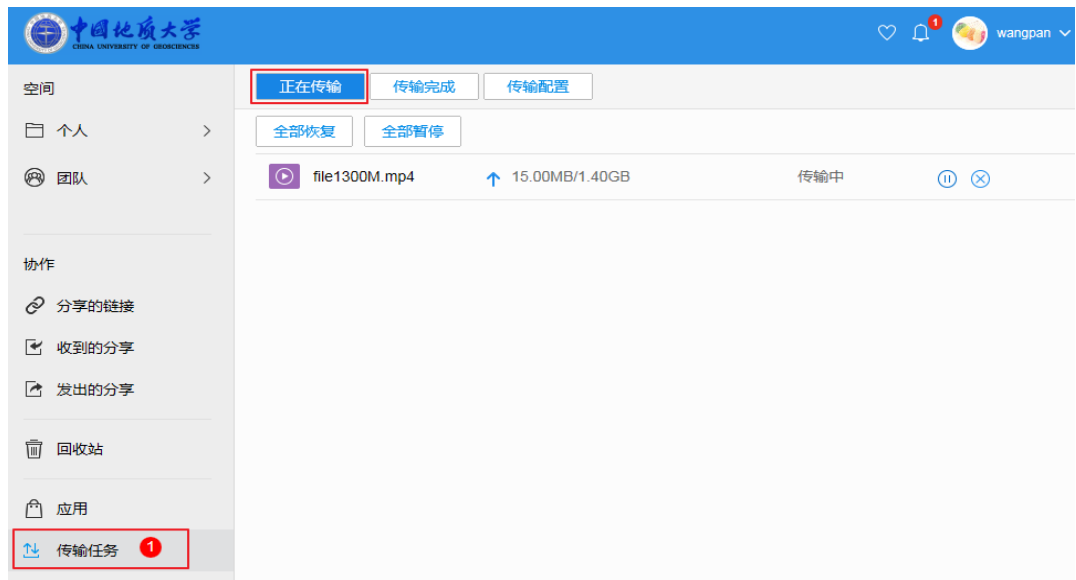 中国地质大学
CHINA UNIVERSITY OF GEOSCIENCES
1
wangpan
空间
个人
团队
协作
分享的链接
收到的分享
发出的分享
回收站
应用
传输任务 1
正在传输 传输完成 传输配置
全部恢复 全部暂停
file1300M.mp4 15.00MB/1.40GB 传输中